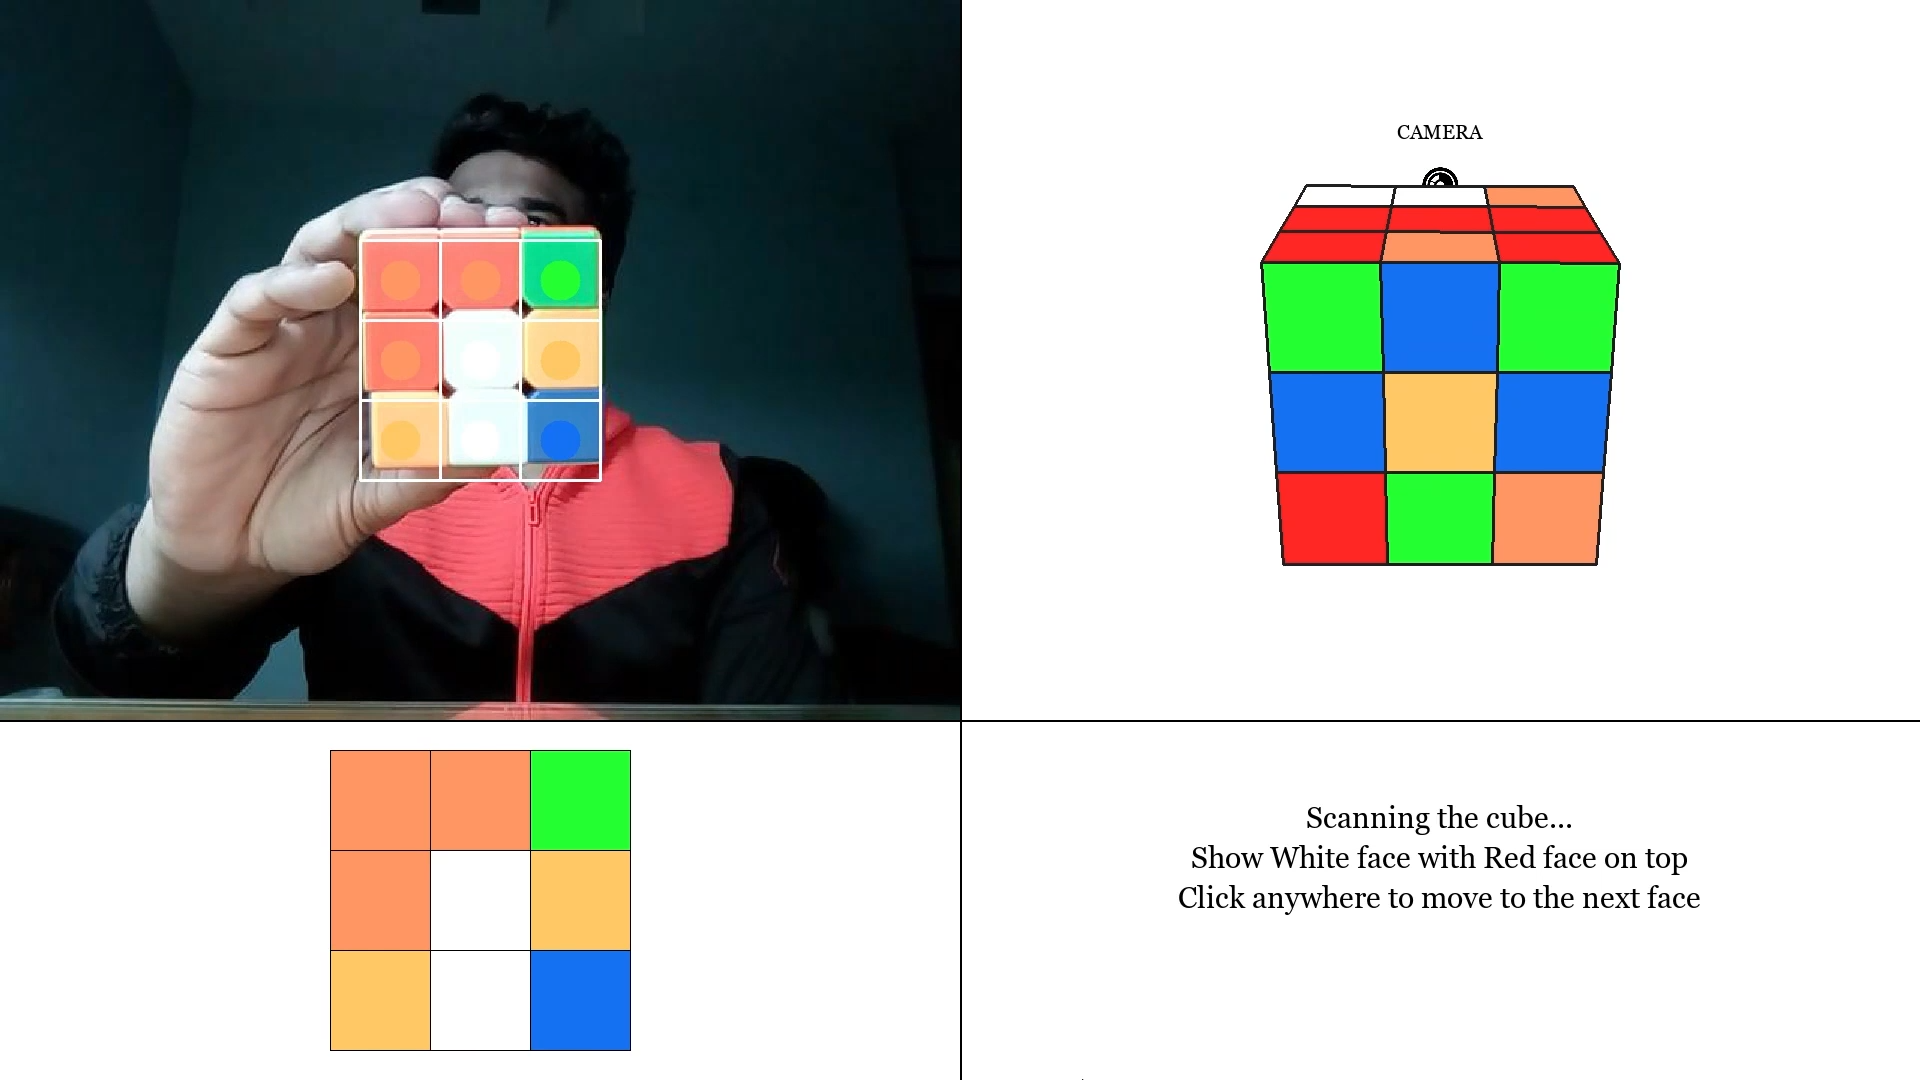 CAMERA
Scanning the cube...
Show White face with Red face on top
Click anywhere to move to the next face